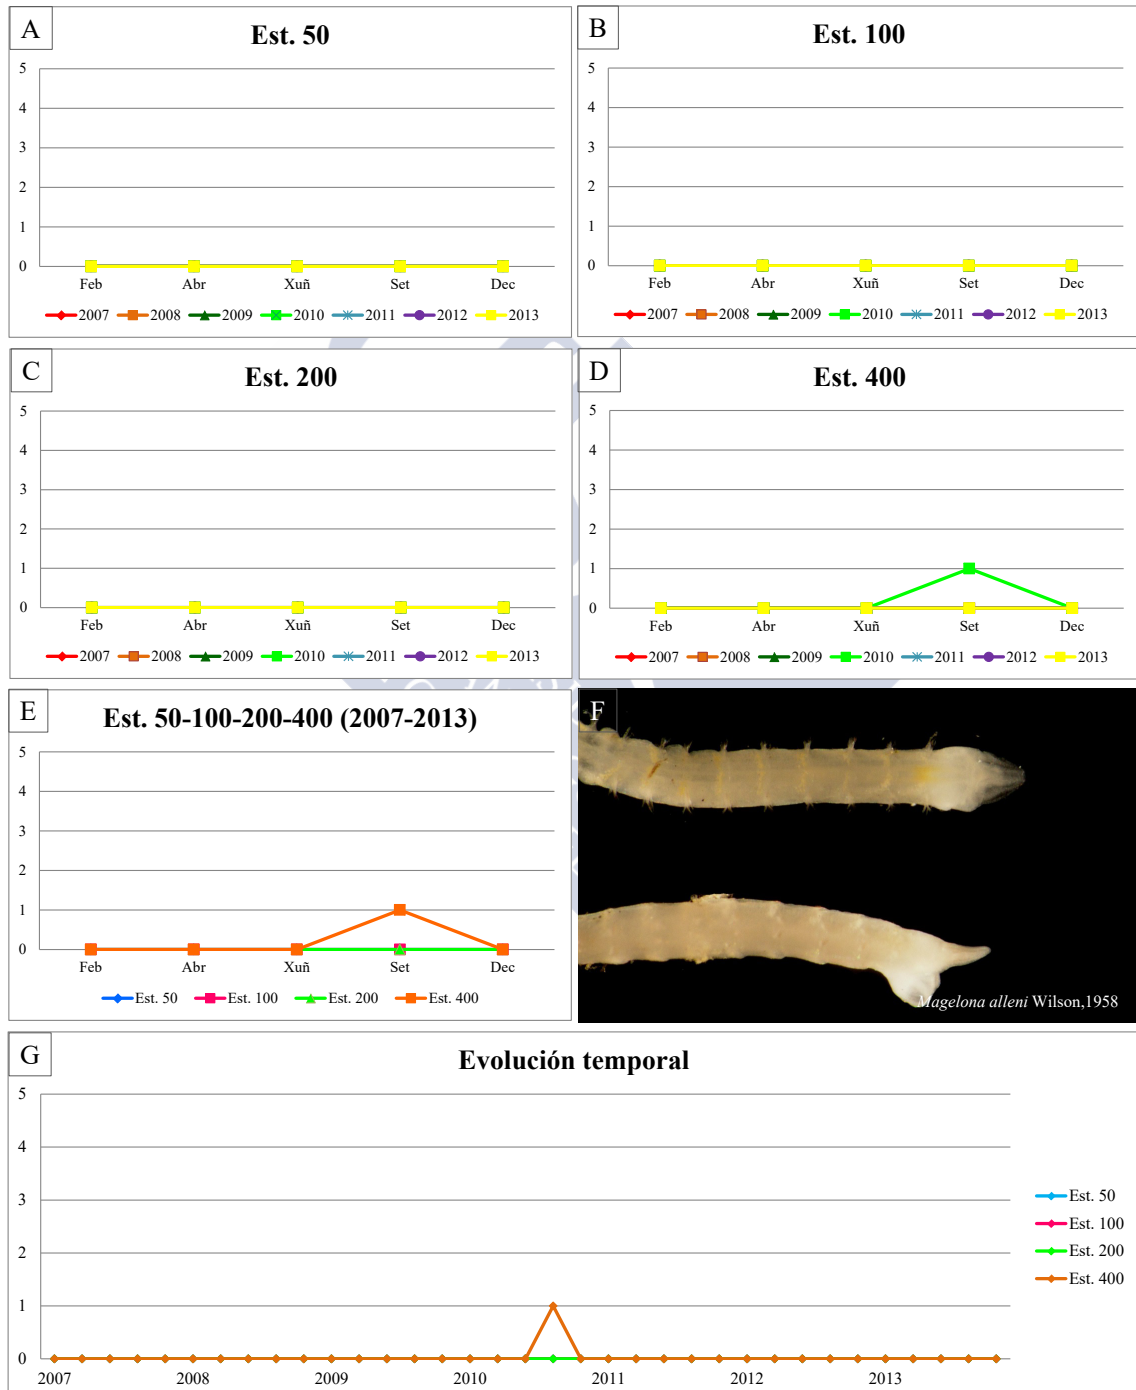 A
Est. 50
5
4
3
2
1
0
Feb Abr Xuñ Set Dec
2007 2008 2009 2010 2011 2012 2013
B
Est. 100
5
4
3
2
1
0
Feb Abr Xuñ Set Dec
2007 2008 2009 2010 2011 2012 2013
C
Est. 200
5
4
3
2
1
0
Feb Abr Xuñ Set Dec
2007 2008 2009 2010 2011 2012 2013
D
Est. 400
5
4
3
2
1
0
Feb Abr Xuñ Set Dec
2007 2008 2009 2010 2011 2012 2013
E
Est. 50-100-200-400 (2007-2013)
5
4
3
2
1
0
Feb Abr Xuñ Set Dec
Est. 50 Est. 100 Est. 200 Est. 400
F
Magelona alleni Wilson,1958
G
Evolución temporal
5
4
3
2
1
0
2007 2008 2009 2010 2011 2012 2013
Est. 50
Est. 100
Est. 200
Est. 400